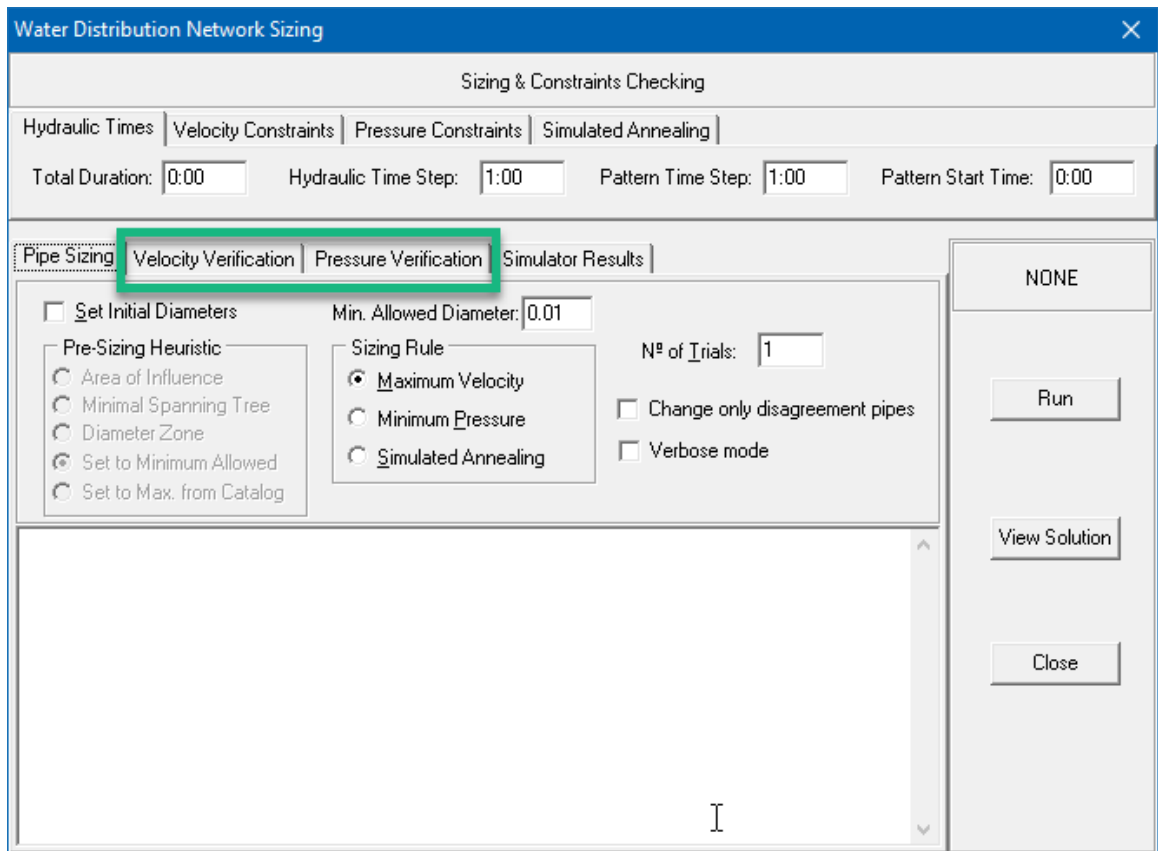 Water Distribution Network Sizing
Sizing & Constraints Checking
Hydraulic Times Velocity Constraints Pressure Constraints Simulated Annealing
Total Duration: 0:00 Hydraulic Time Step: 1:00 Pattern Time Step: 1:00 Pattern Start Time: 0:00
Pipe Sizing Velocity Verification Pressure Verification Simulator Results
NONE
Set Initial Diameters Min. Allowed Diameter: 0.01
Pre-Sizing Heuristic Sizing Rule Nº of Trials: 1
Area of Influence Maximum Velocity
Minimal Spanning Tree Minimum Pressure Change only disagreement pipes Run
Diameter Zone
Set to Minimum Allowed Simulated Annealing Verbose mode
Set to Max. from Catalog
View Solution
Close